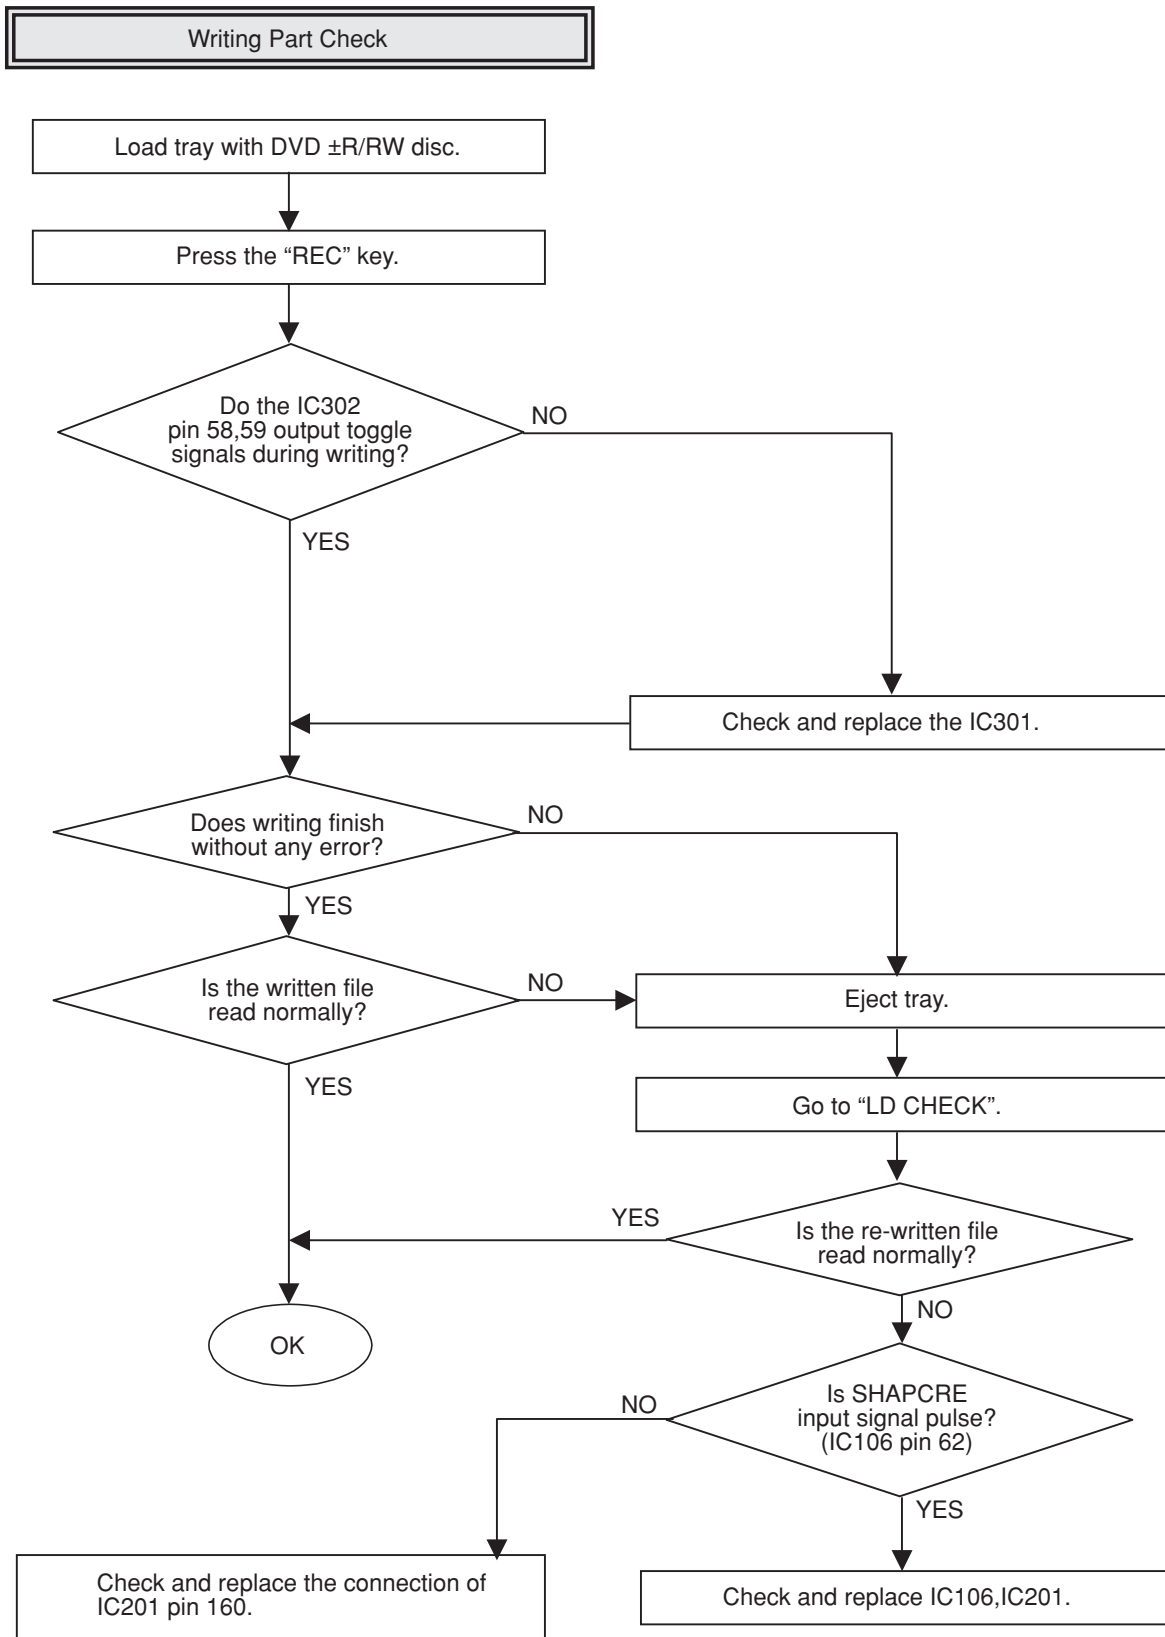 Writing Part Check
Load tray with DVD ±R/RW disc.
Press the “REC” key.
Do the IC302
pin 58,59 output toggle
signals during writing?
NO
YES
Check and replace the IC301.
Does writing finish
without any error?
NO
YES
Is the written file
read normally?
NO
Eject tray.
YES
Go to “LD CHECK”.
YES
Is the re-written file
read normally?
NO
OK
Is SHAPCRE
input signal pulse?
(IC106 pin 62)
NO
YES
Check and replace the connection of
IC201 pin 160.
Check and replace IC106,IC201.